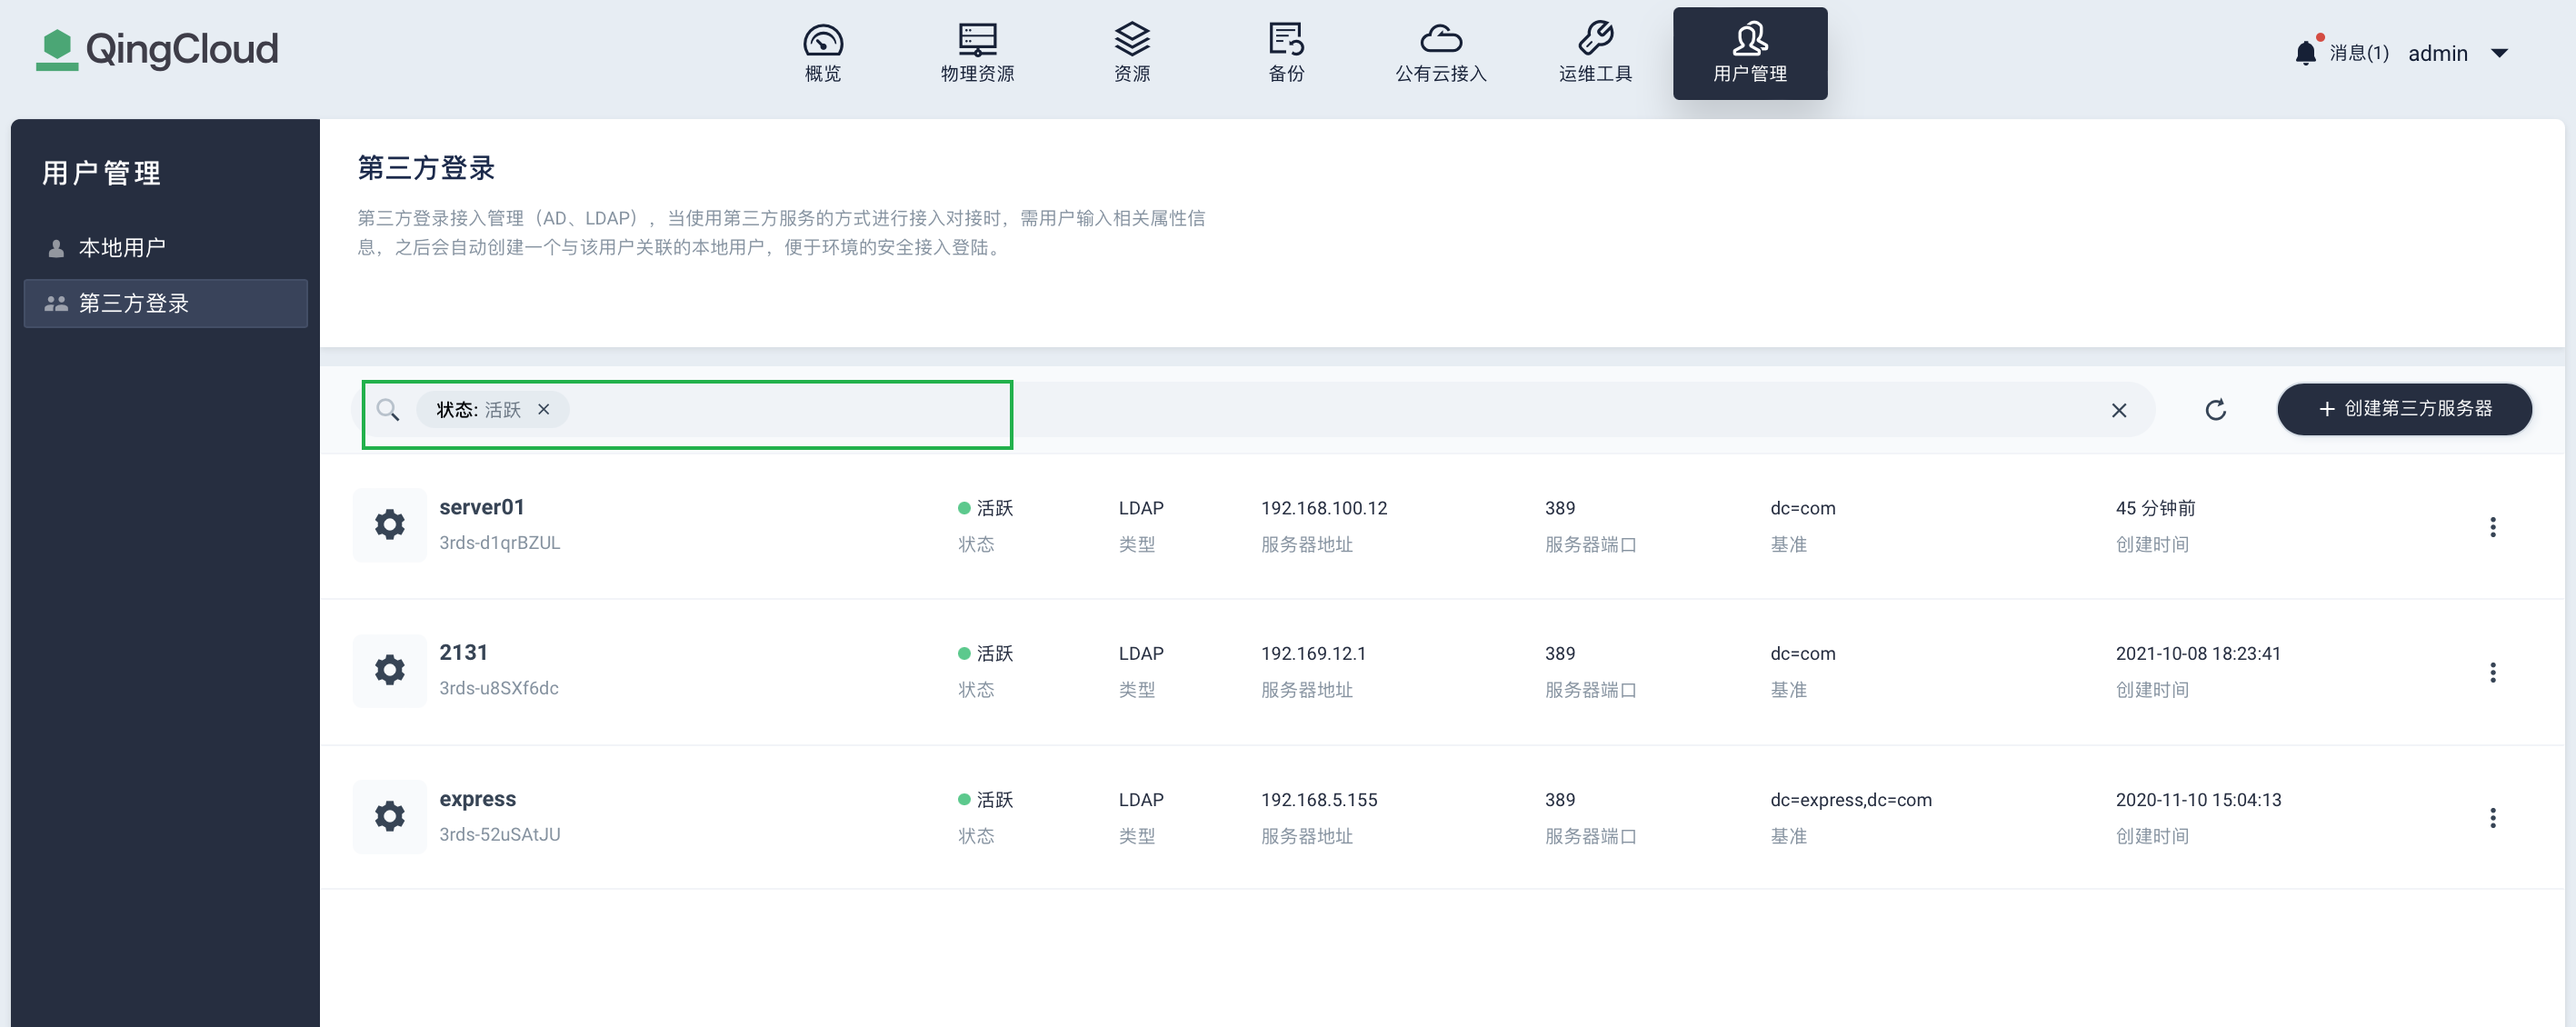 QingCloud
概览
物理资源
资源
备份
公有云接入
运维工具
用户管理
消息(1)
admin
用户管理
本地用户
第三方登录
第三方登录
第三方登录接入管理（AD、LDAP），当使用第三方服务的方式进行接入对接时，需用户输入相关属性信
息，之后会自动创建一个与该用户关联的本地用户，便于环境的安全接入登陆。
状态: 活跃
+ 创建第三方服务器
server01
3rds-d1qrBZUL
活跃
状态
LDAP
类型
192.168.100.12
服务器地址
389
服务器端口
dc=com
基准
45 分钟前
创建时间
2131
3rds-u8SXf6dc
活跃
状态
LDAP
类型
192.169.12.1
服务器地址
389
服务器端口
dc=com
基准
2021-10-08 18:23:41
创建时间
express
3rds-52uSAtJU
活跃
状态
LDAP
类型
192.168.5.155
服务器地址
389
服务器端口
dc=express,dc=com
基准
2020-11-10 15:04:13
创建时间